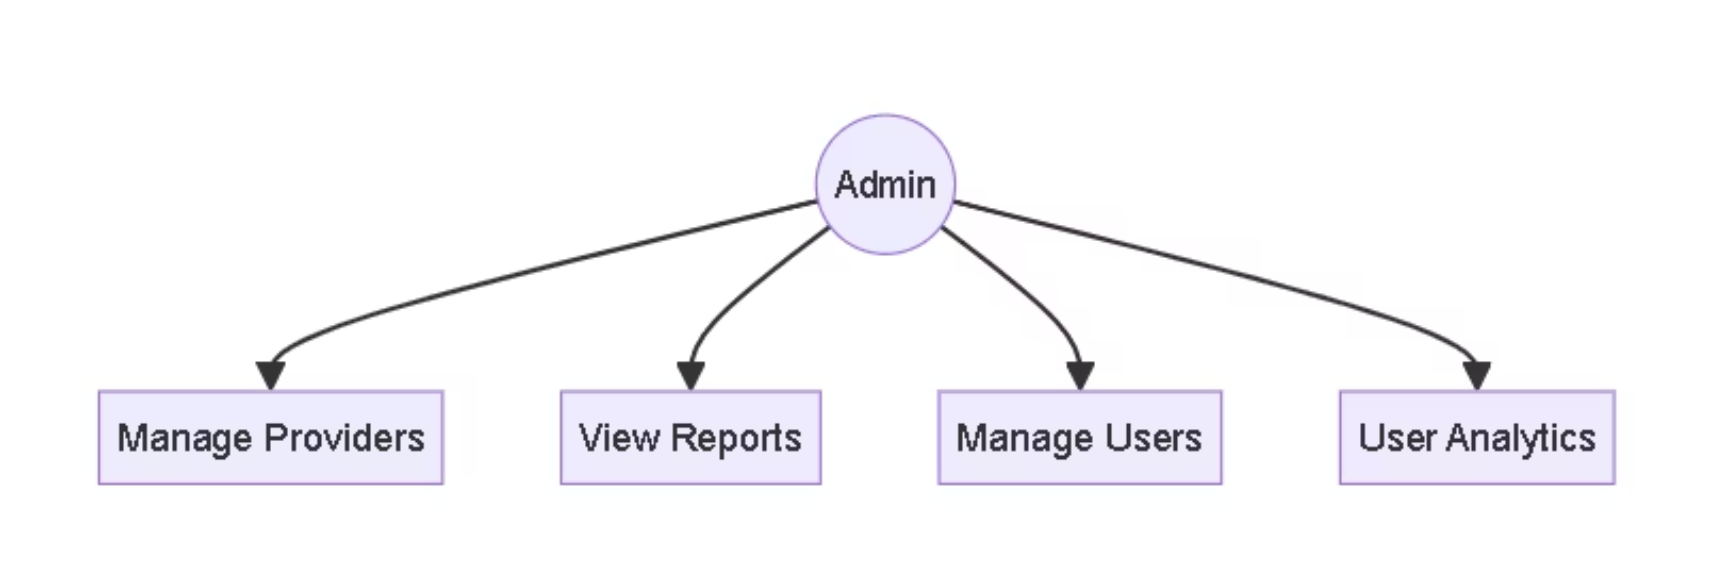 Admin
Manage Providers
View Reports
Manage Users
User Analytics